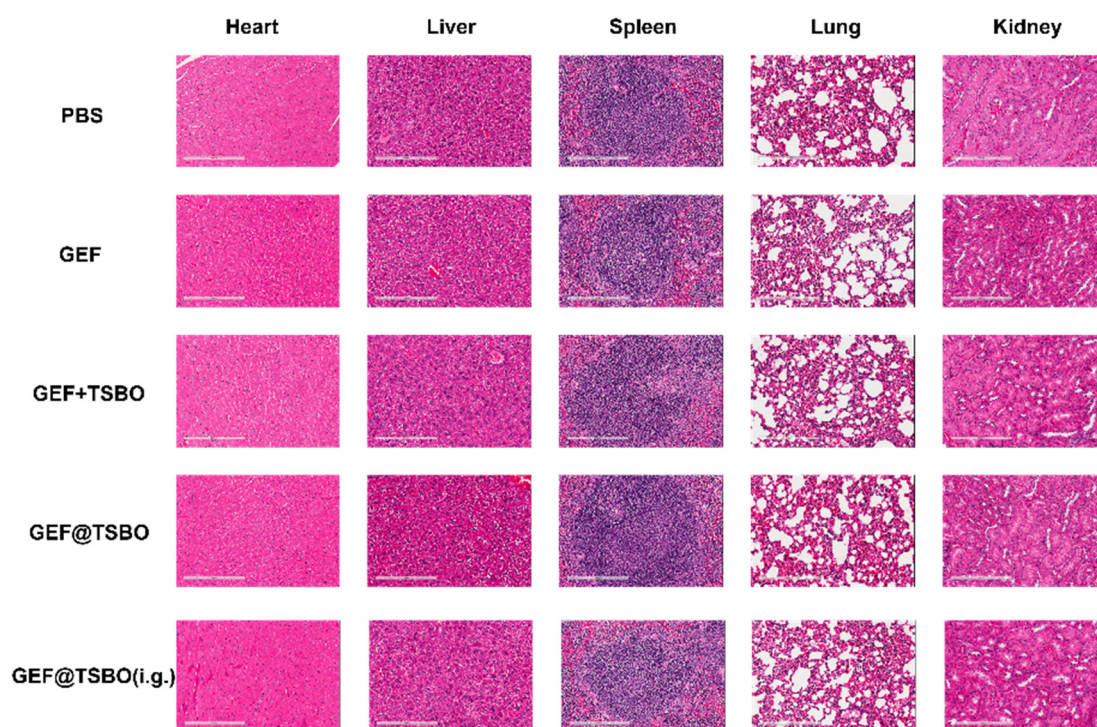 Heart Liver Spleen Lung Kidney
PBS
GEF
GEF+TSBO
GEF@TSBO
GEF@TSBO(i.g.)